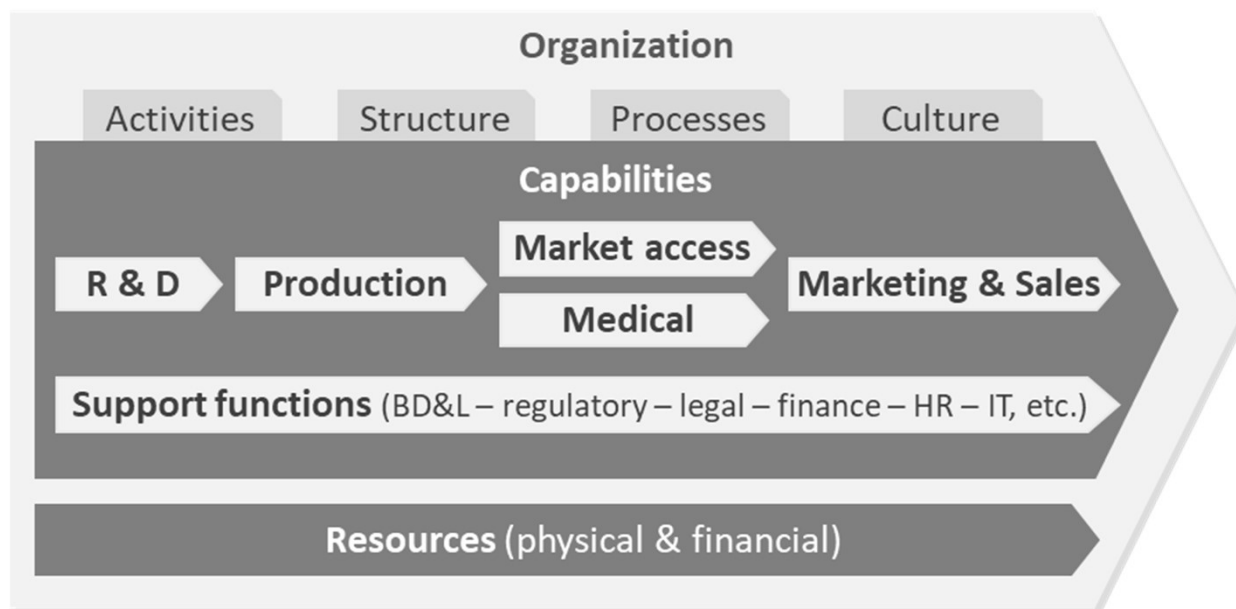 Organization
Activities
Structure
Processes
Culture
Capabilities
R & D
Production
Market access
Medical
Marketing & Sales
Support functions (BD&L – regulatory – legal – finance – HR – IT, etc.)
Resources (physical & financial)